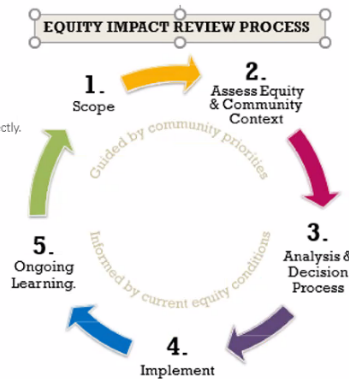 EQUITY IMPACT REVIEW PROCESS
1.
Scope
2.
Assess Equity
& Community
Context
ctly.
Guided by community priorities
3.
Analysis &
Decision
Process
Informed by current equity conditions
5.
Ongoing
Learning.
4.
Implement